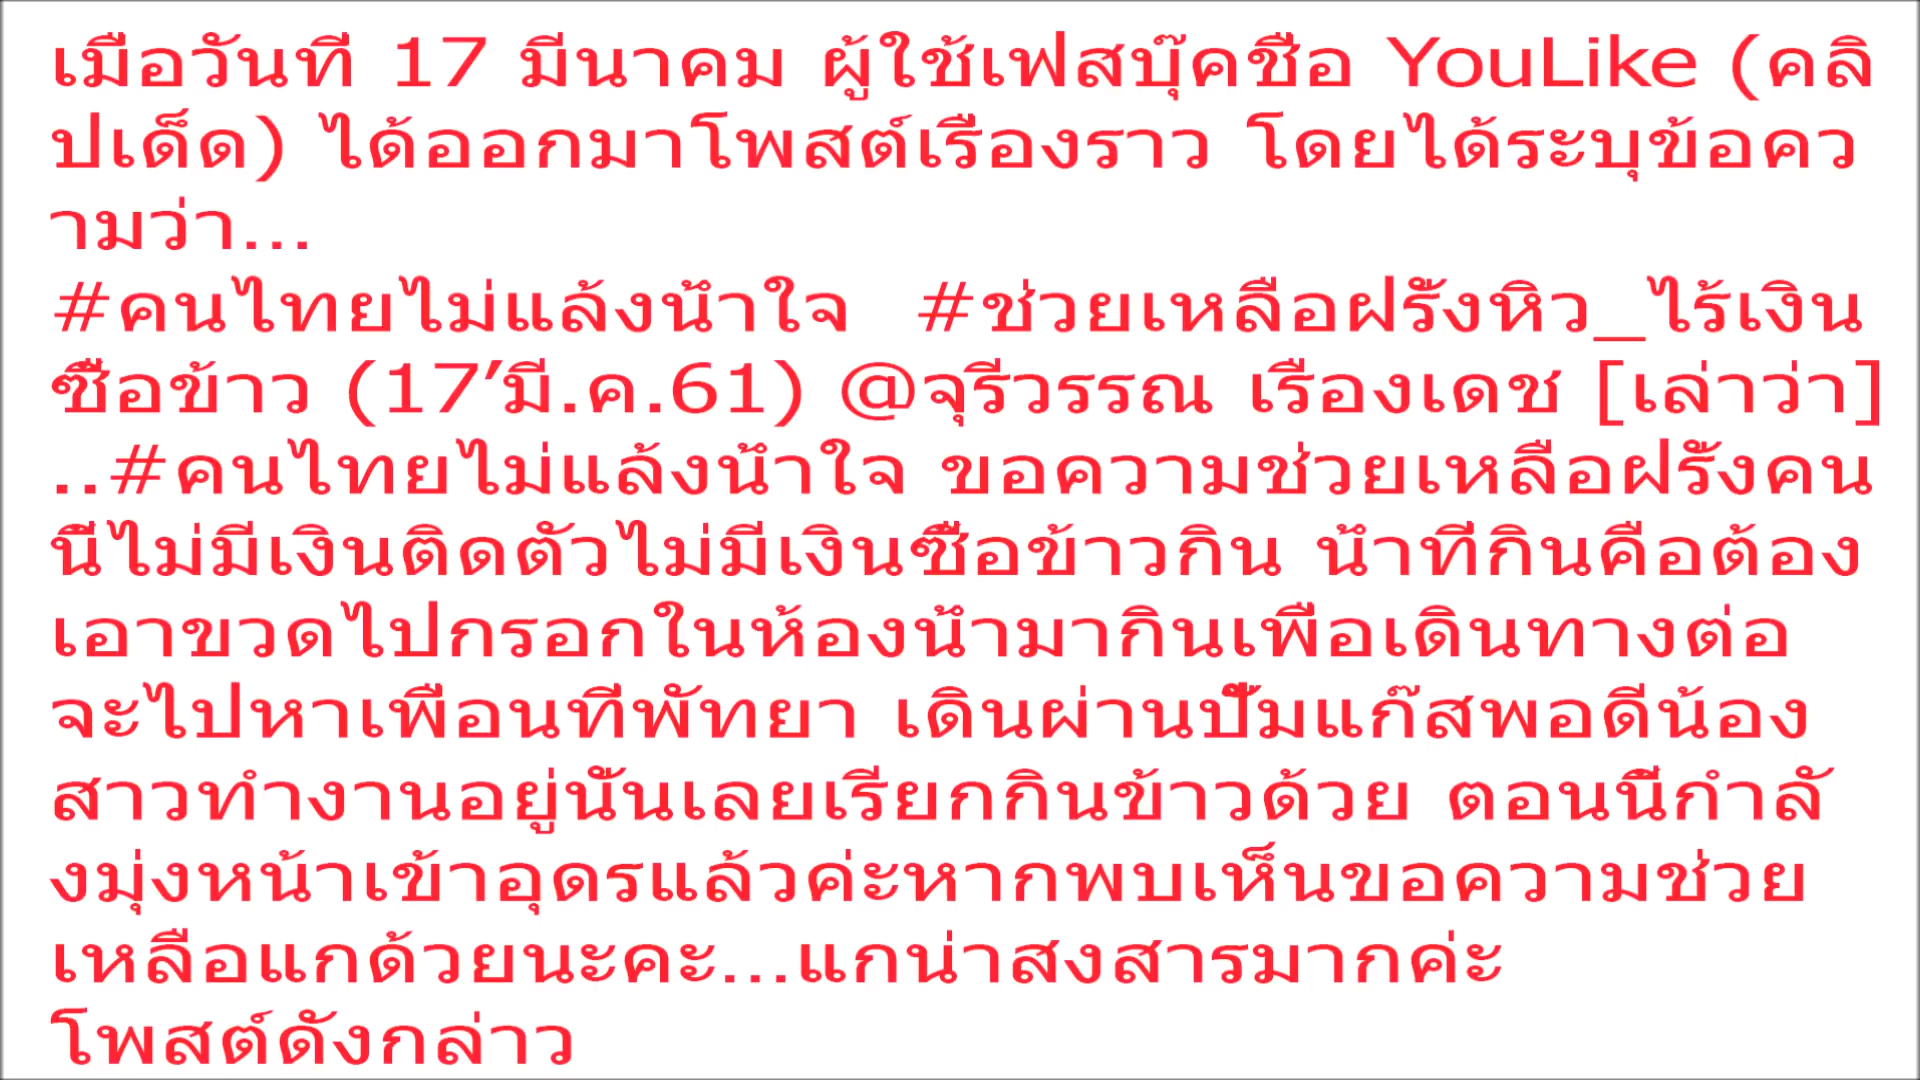 เมื่อวันที่ 17 มีนาคม ผู้ใช้เฟสบุ๊คชื่อ YouLike (คลิ
ปเด็ด) ได้ออกมาโพสต์เรื่องราว โดยได้ระบุข้อคว
ามว่า...
#คนไทยไม่แล้งน้ำใจ #ช่วยเหลือฝรั่งหิว_ไร้เงิน
ซื้อข้าว (17’มี.ค.61) @จุรีวรรณ เรืองเดช [เล่าว่า]
..#คนไทยไม่แล้งน้ำใจ ขอความช่วยเหลือฝรั่งคน
นี้ไม่มีเงินติดตัวไม่มีเงินซื้อข้าวกิน น้ำที่กินคือต้อง
เอาขวดไปกรอกในห้องน้ำมากินเพื่อเดินทางต่อ
จะไปหาเพื่อนที่พัทยา เดินผ่านปั๊มแก๊สพอดีน้อง
สาวทำงานอยู่นั่นเลยเรียกกินข้าวด้วย ตอนนี้กำลั
งมุ่งหน้าเข้าอุดรแล้วค่ะหากพบเห็นขอความช่วย
เหลือแกด้วยนะคะ...แกน่าสงสารมากค่ะ
โพสต์ดังกล่าว